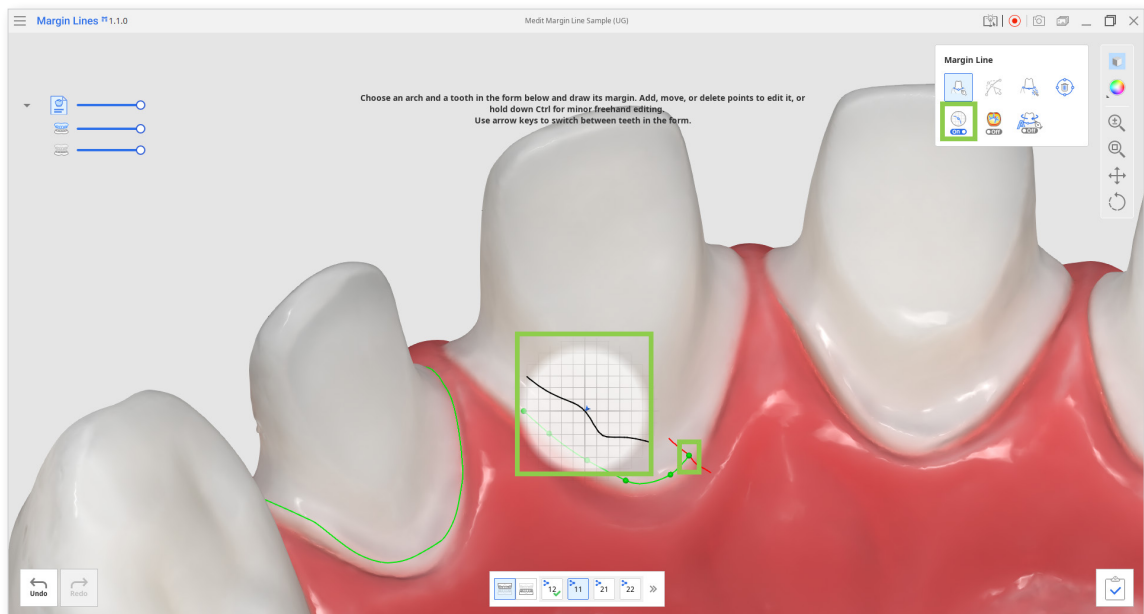 Margin Lines 1.1.0
Medit Margin Line Sample (UG)
Choose an arch and a tooth in the form below and draw its margin. Add, move, or delete points to edit it, or
hold down Ctrl for minor freehand editing.
Use arrow keys to switch between teeth in the form.
Margin Line
Off Off
Undo
Redo
12 11 21 22